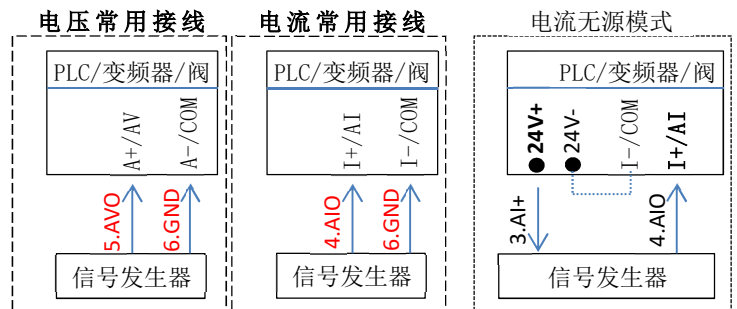 电压常用接线
PLC/变频器/阀
A+/AV
A-/COM
5.AVO
6.GND
信号发生器
电流常用接线
PLC/变频器/阀
I+/AI
I-/COM
4.AIO
6.GND
信号发生器
电流无源模式
PLC/变频器/阀
24V+
24V-
I-/COM
I+/AI
3.AI+
4.AIO
信号发生器